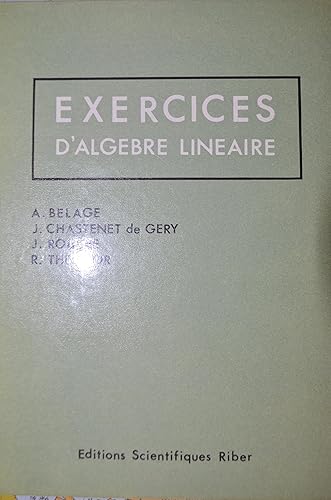 EXERCICES
D'ALGEBRE LINEAIRE
A. BELAGE
J. CHASTENET de GERY
J.
R.
Editions Scientifiques Riber